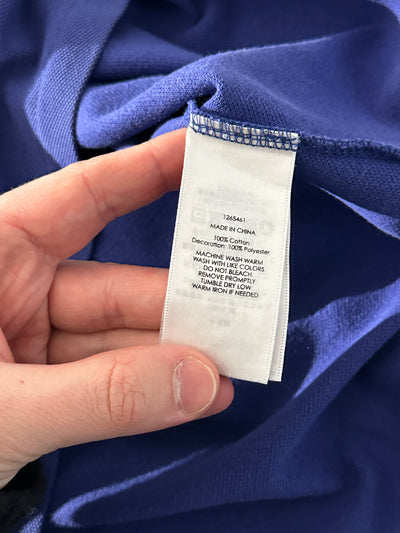 1265461
MADE IN CHINA
100% Cotton
Decoration: 100% Polyester
MACHINE WASH WARM
WASH WITH LIKE COLORS
DO NOT BLEACH
REMOVE PROMPTLY
TUMBLE DRY LOW
WARM IRON IF NEEDED